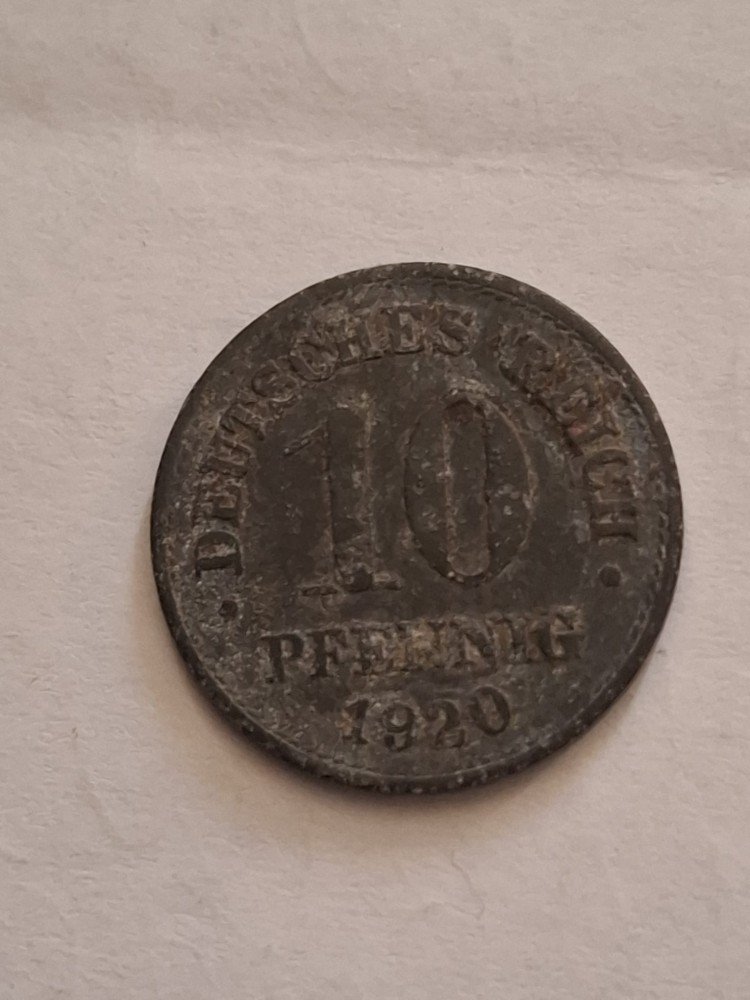 · DEUTSCHES REICH ·
10
PFENNIG
1920